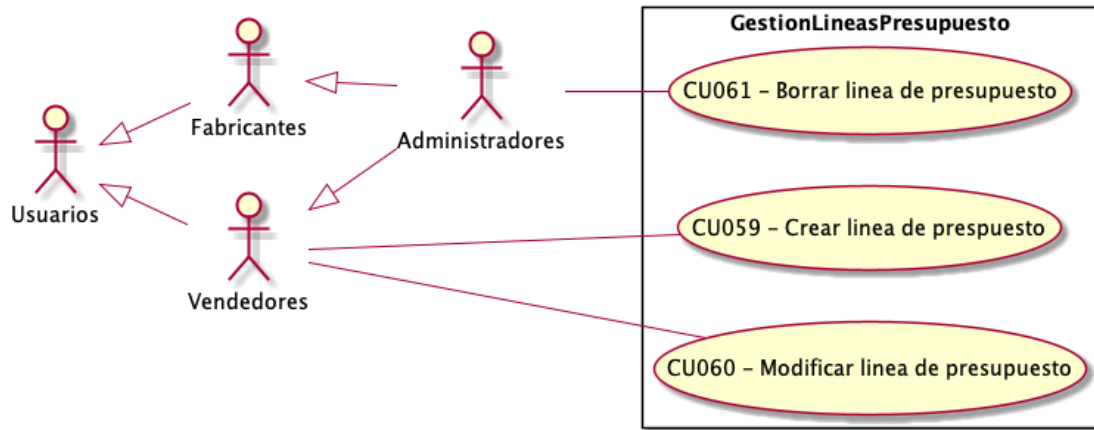 GestionLineasPresupuesto
CU061 – Borrar linea de presupuesto
Fabricantes
Administradores
Usuarios
CU059 – Crear linea de prespuesto
Vendedores
CU060 – Modificar linea de presupuesto